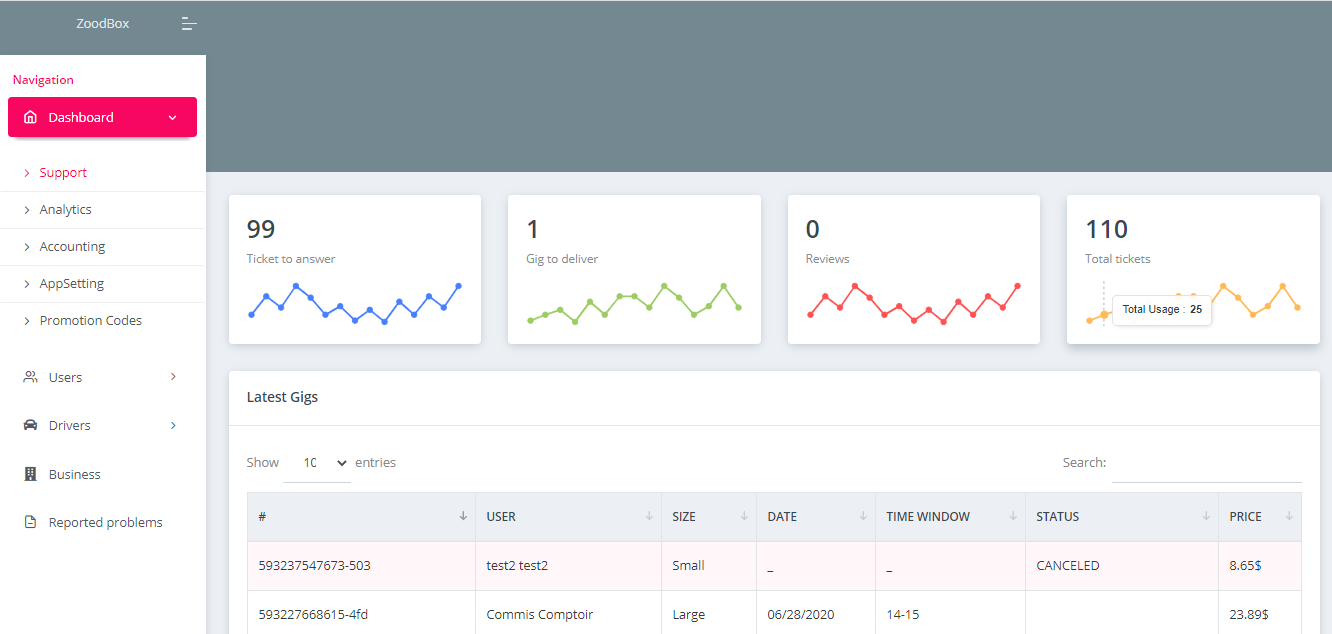 ZoodBox
Navigation
Dashboard
Support
Analytics
Accounting
AppSetting
Promotion Codes
Users
Drivers
Business
Reported problems
99
Ticket to answer
1
Gig to deliver
0
Reviews
110
Total tickets
Total Usage : 25
Latest Gigs
Show 10 entries
Search:
# USER SIZE DATE TIME WINDOW STATUS PRICE
593237547673-503 test2 test2 Small _ _ CANCELED 8.65$
593227668615-4fd Commis Comptoir Large 06/28/2020 14-15 23.89$